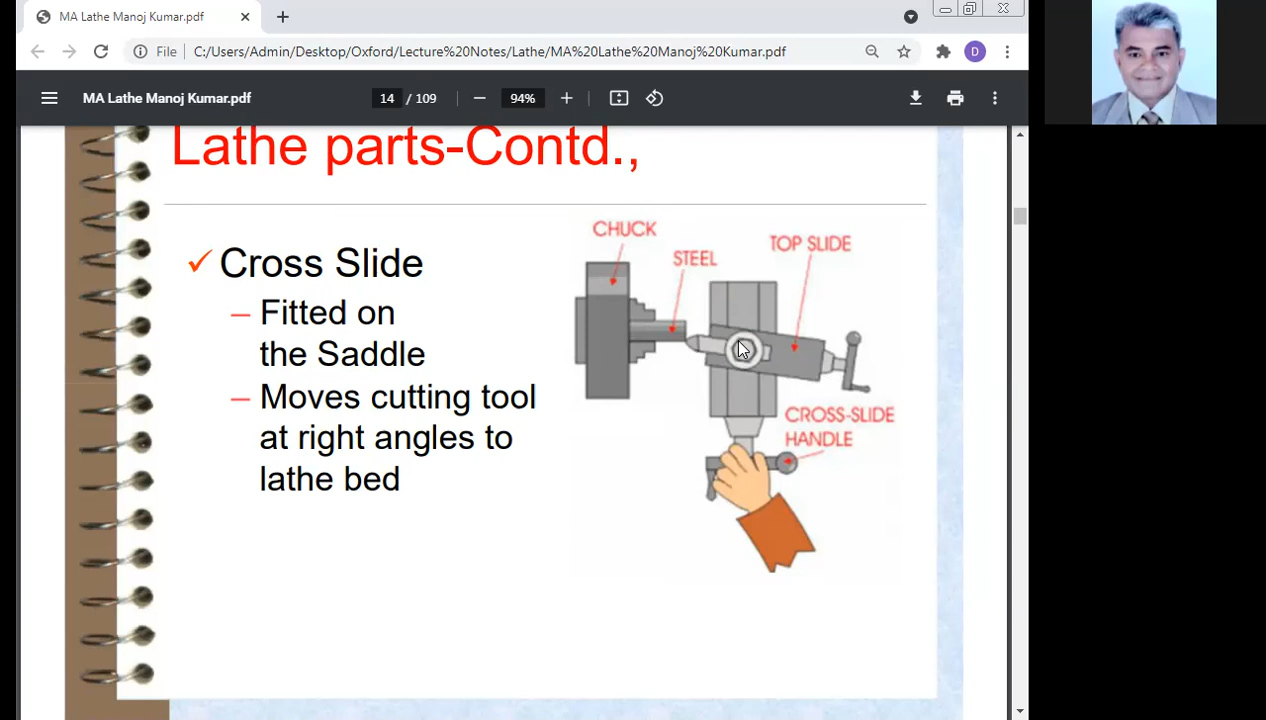 MA Lathe Manoj Kumar.pdf
File C:/Users/Admin/Desktop/Oxford/Lecture%20Notes/Lathe/MA%20Lathe%20Manoj%20Kumar.pdf D
MA Lathe Manoj Kumar.pdf 14 / 109 94%
Lathe parts-Contd.,
✓ Cross Slide
– Fitted on
the Saddle
– Moves cutting tool
at right angles to
lathe bed
CHUCK
STEEL
TOP SLIDE
CROSS-SLIDE
HANDLE